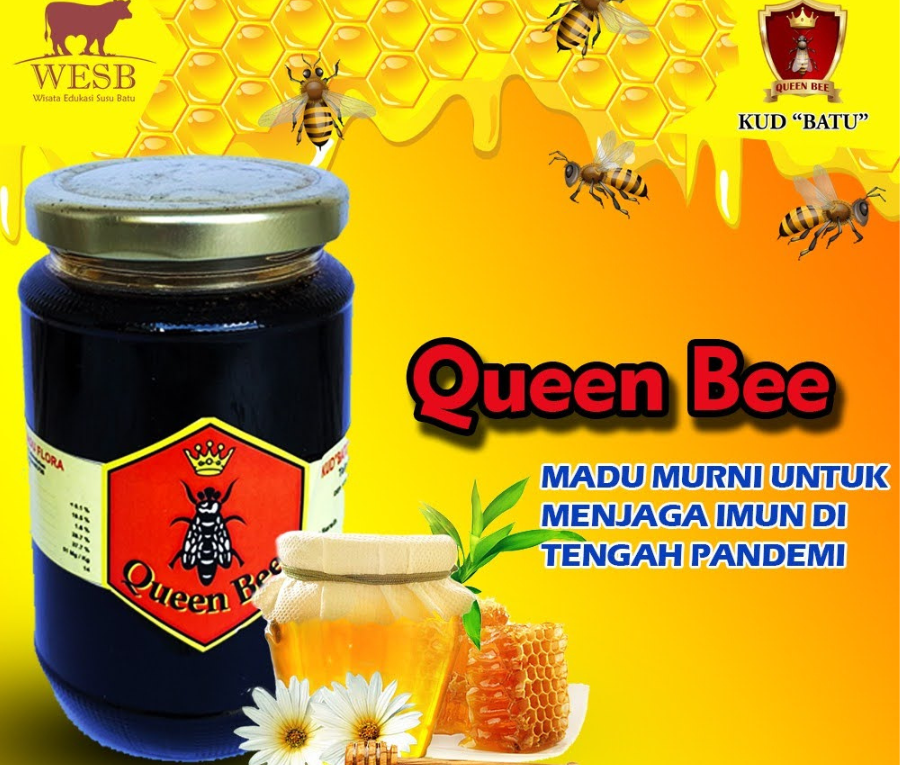 WESB
Wisata Edukasi Susu Batu
QUEEN BEE
KUD “BATU”
Queen Bee
MADU MURNI UNTUK
MENJAGA IMUN DI
TENGAH PANDEMI
FLORA
Queen Bee